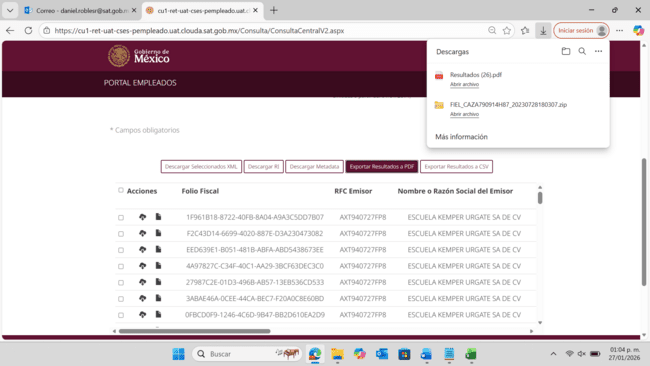 Correo - daniel.roblesr@sat.gob.m
cu1-ret-uat-cses-pempleado.uat.c
https://cu1-ret-uat-cses-pempleado.uat.clouda.sat.gob.mx/Consulta/ConsultaCentralV2.aspx
Iniciar sesión
Gobierno de
México
PORTAL EMPLEADOS
Descargas
Resultados (26).pdf
Abrir archivo
FIEL_CAZA790914H87_20230728180307.zip
Abrir archivo
Más información
* Campos obligatorios
Descargar Seleccionados XML
Descargar RI
Descargar Metadata
Exportar Resultados a PDF
Exportar Resultados a CSV
Acciones Folio Fiscal RFC Emisor Nombre o Razón Social del Emisor
1F961B18-8722-40FB-8A04-A9A3C5DD7B07 AXT940727FP8 ESCUELA KEMPER URGATE SA DE CV
F2C43D14-6699-4020-887E-D3A230473082 AXT940727FP8 ESCUELA KEMPER URGATE SA DE CV
EED639E1-B051-481B-ABFA-ABD5438673EE AXT940727FP8 ESCUELA KEMPER URGATE SA DE CV
4A97827C-C34F-40C1-AA29-3BCF63DEC3C0 AXT940727FP8 ESCUELA KEMPER URGATE SA DE CV
27987C2E-01D3-496B-AB57-13EB536CD533 AXT940727FP8 ESCUELA KEMPER URGATE SA DE CV
3ABAE46A-0CEE-44CA-BEC7-F20A0C8E60BD AXT940727FP8 ESCUELA KEMPER URGATE SA DE CV
0FBCD0F9-1246-4C6D-9B47-BB2D610EA2D9 AXT940727FP8 ESCUELA KEMPER URGATE SA DE CV
Buscar
01:04 p. m.
27/01/2026